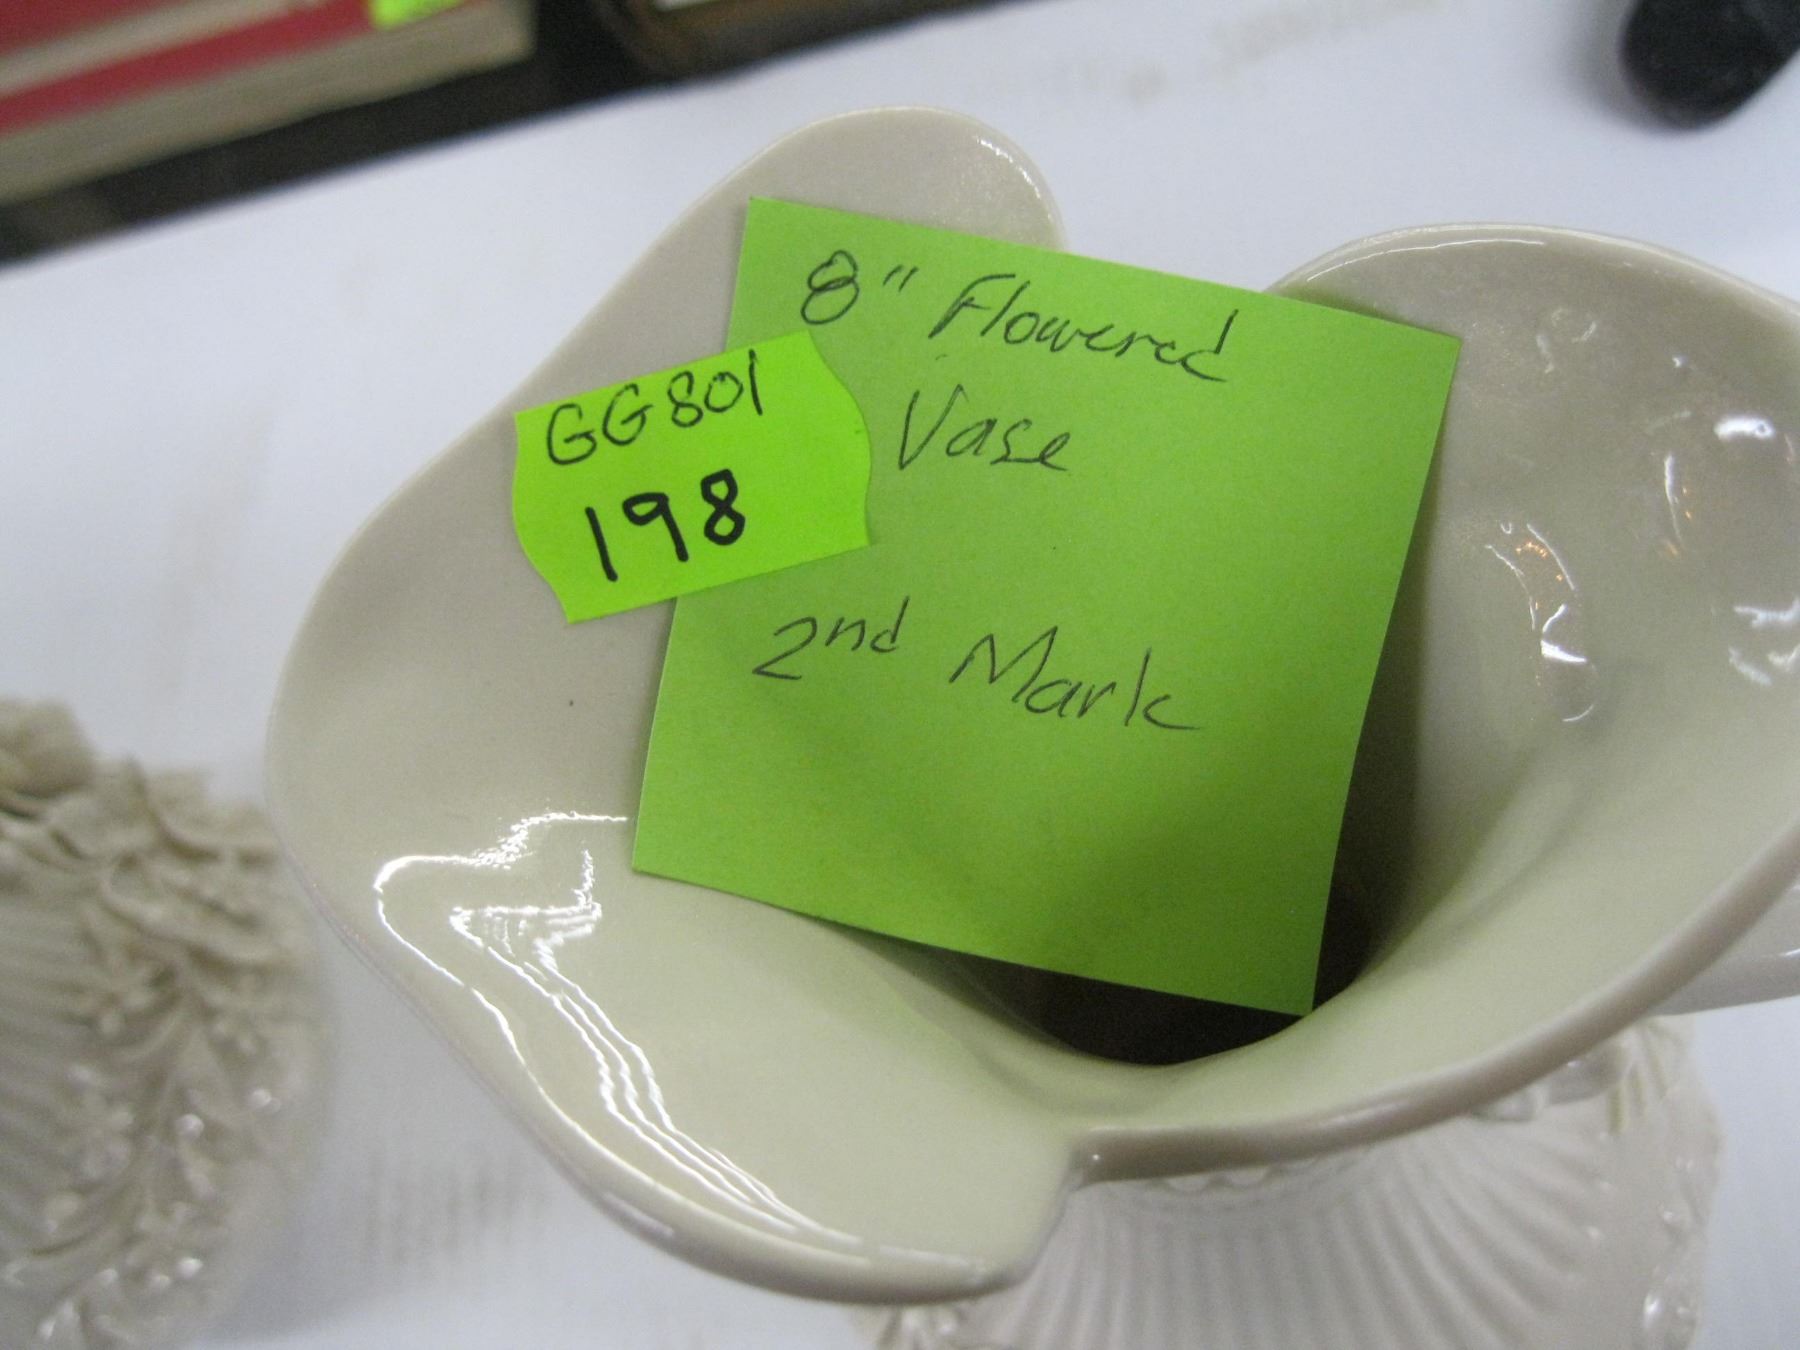 8" Flowered
Vase
GG801
198
2nd Mark